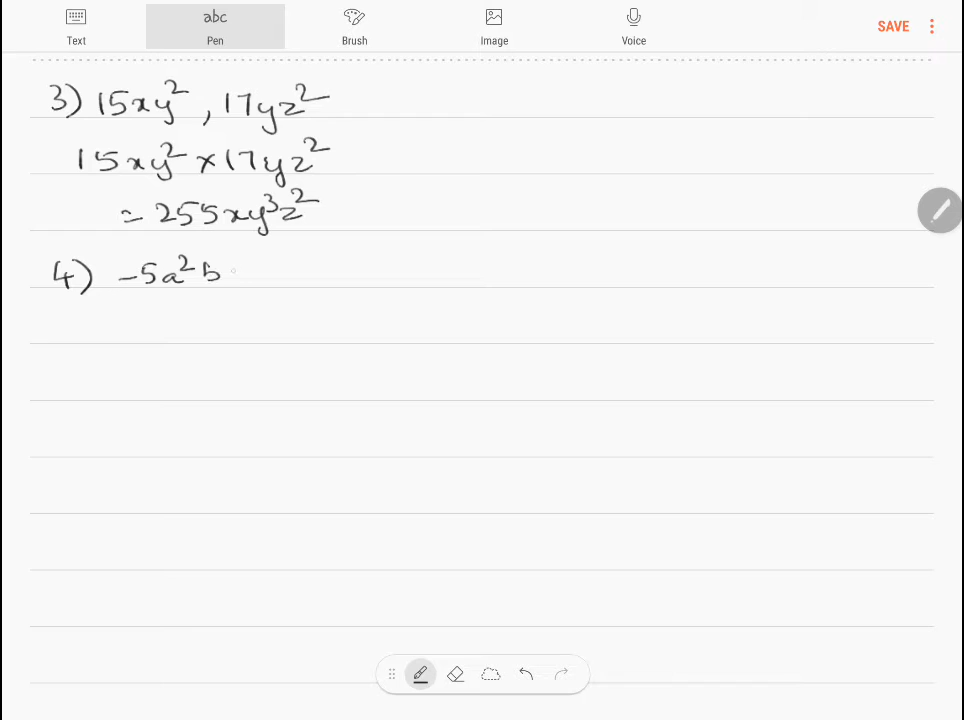 Text
abc
Pen
Brush
Image
Voice
SAVE
3) 15xy², 17yz²
15xy² × 17yz²
= 255xy³z²
4) -5a²b